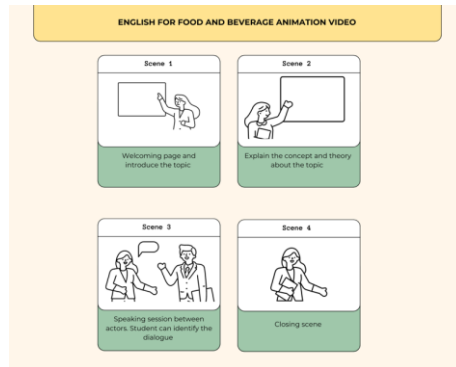 ENGLISH FOR FOOD AND BEVERAGE ANIMATION VIDEO
Scene 1
Welcoming page and
introduce the topic
Scene 2
Explain the concept and theory
about the topic
Scene 3
Speaking session between
actors. Student can identify the
dialogue
Scene 4
Closing scene